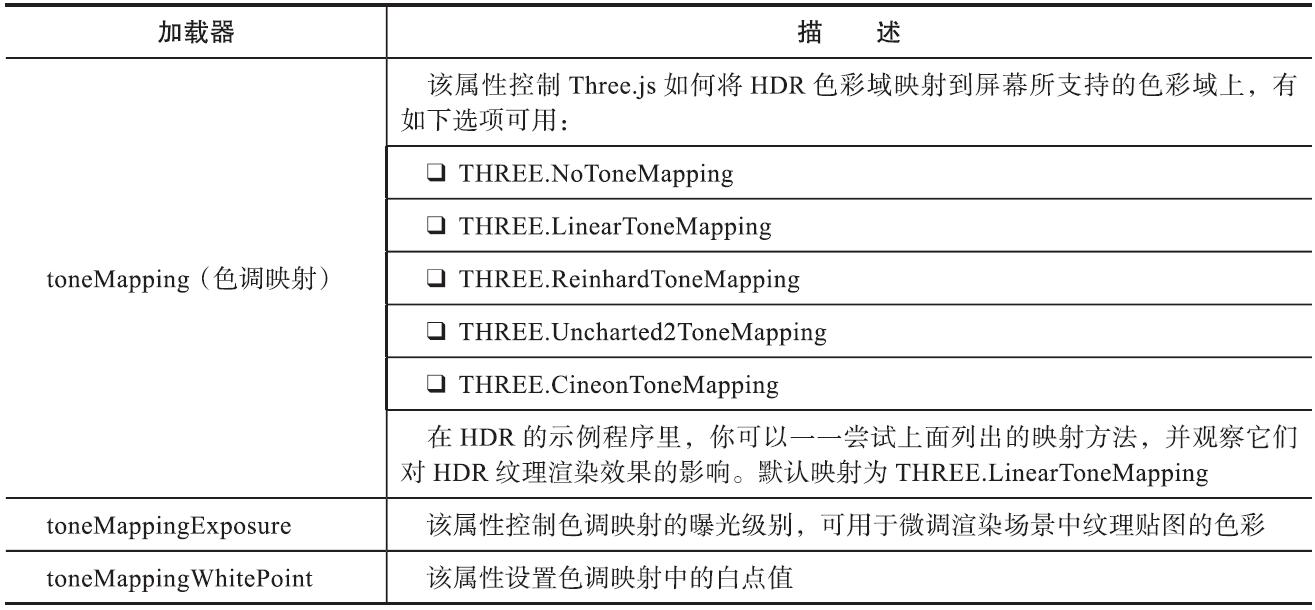 加载器
描 述
toneMapping（色调映射）
该属性控制 Three.js 如何将 HDR 色彩域映射到屏幕所支持的色彩域上，有
如下选项可用：
❑ THREE.NoToneMapping
❑ THREE.LinearToneMapping
❑ THREE.ReinhardToneMapping
❑ THREE.Uncharted2ToneMapping
❑ THREE.CineonToneMapping
在 HDR 的示例程序里，你可以一一尝试上面列出的映射方法，并观察它们
对 HDR 纹理渲染效果的影响。默认映射为 THREE.LinearToneMapping
toneMappingExposure
该属性控制色调映射的曝光级别，可用于微调渲染场景中纹理贴图的色彩
toneMappingWhitePoint
该属性设置色调映射中的白点值